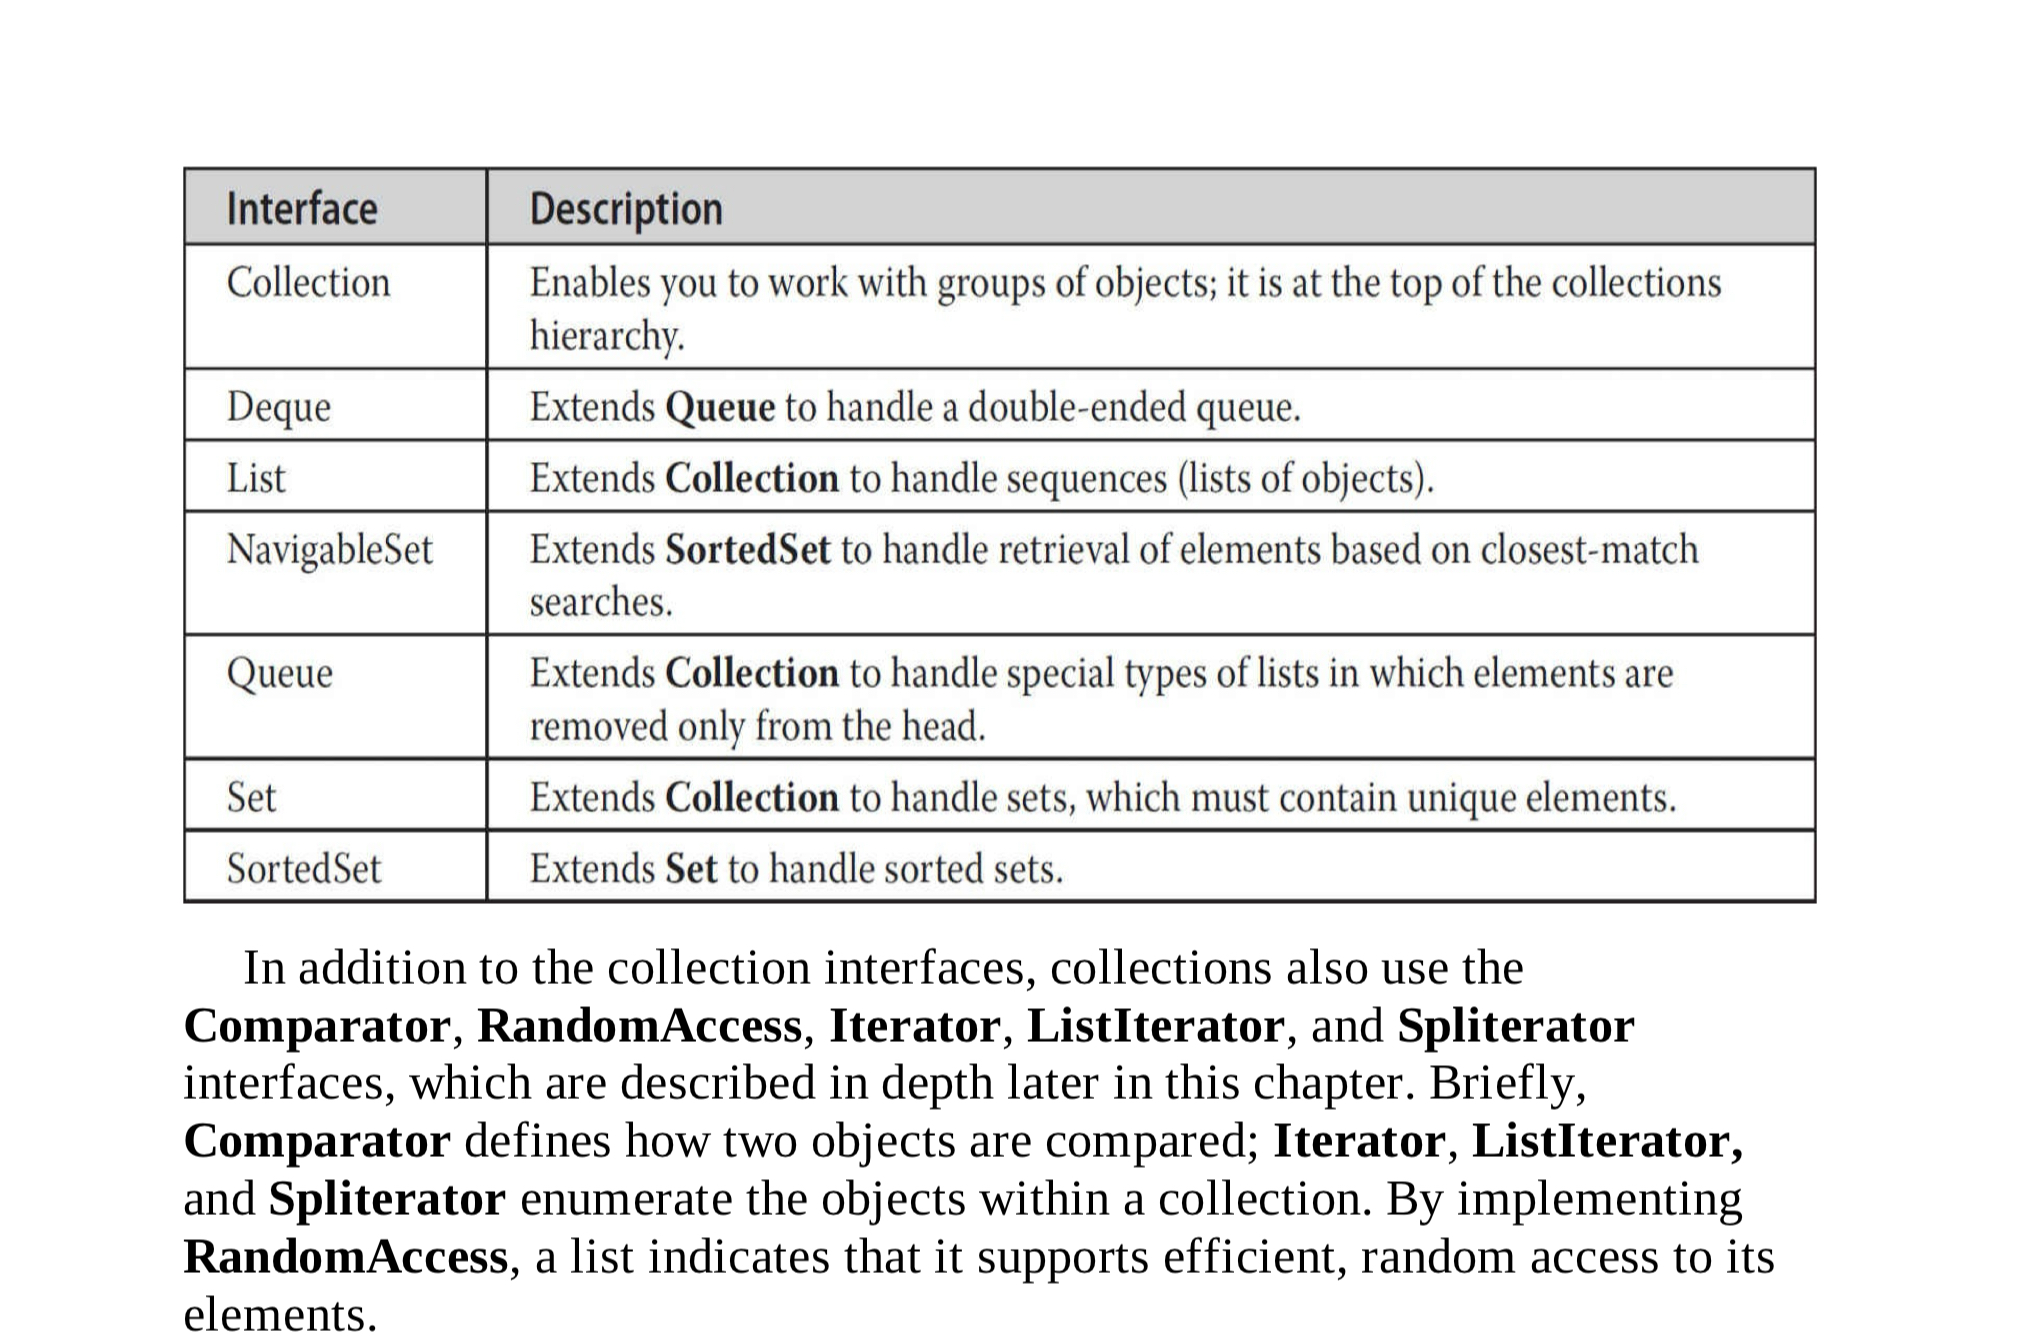 Interface Description
Collection Enables you to work with groups of objects; it is at the top of the collections
hierarchy.
Deque Extends Queue to handle a double-ended queue.
List Extends Collection to handle sequences (lists of objects).
NavigableSet Extends SortedSet to handle retrieval of elements based on closest-match
searches.
Queue Extends Collection to handle special types of lists in which elements are
removed only from the head.
Set Extends Collection to handle sets, which must contain unique elements.
SortedSet Extends Set to handle sorted sets.
In addition to the collection interfaces, collections also use the
Comparator, RandomAccess, Iterator, ListIterator, and Spliterator
interfaces, which are described in depth later in this chapter. Briefly,
Comparator defines how two objects are compared; Iterator, ListIterator,
and Spliterator enumerate the objects within a collection. By implementing
RandomAccess, a list indicates that it supports efficient, random access to its
elements.